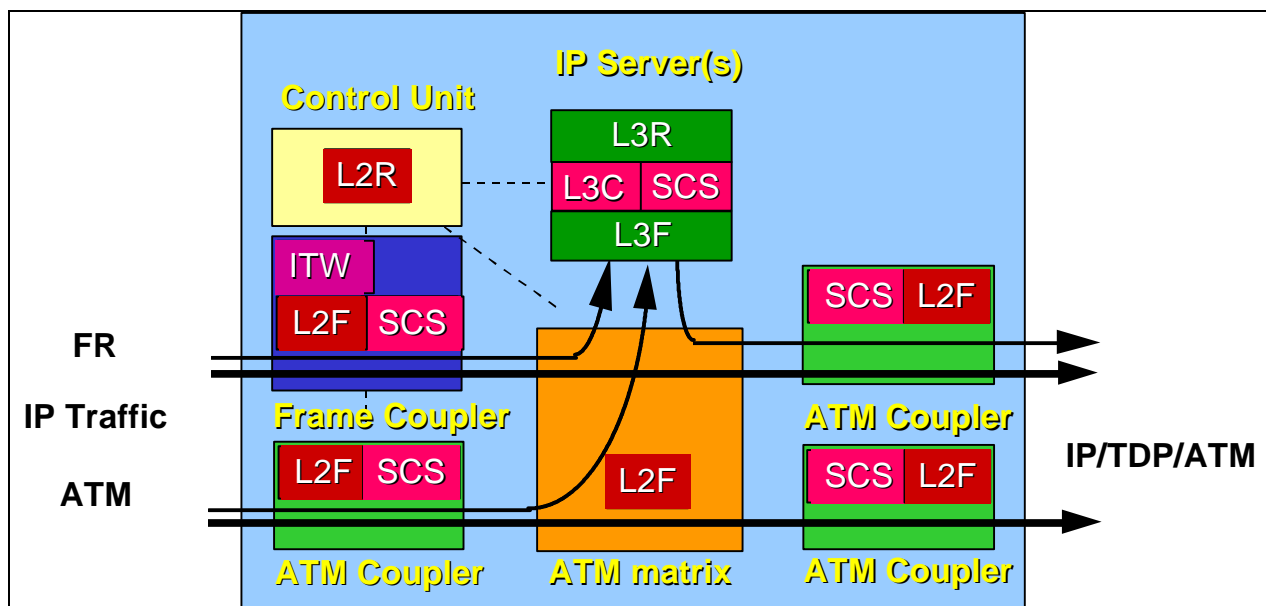 IP Server(s)
Control Unit
L3R
L2R
L3C SCS
L3F
ITW
L2F SCS
SCS L2F
FR
IP Traffic
Frame Coupler
ATM Coupler
L2F SCS
L2F
SCS L2F
IP/TDP/ATM
ATM
ATM Coupler
ATM matrix
ATM Coupler